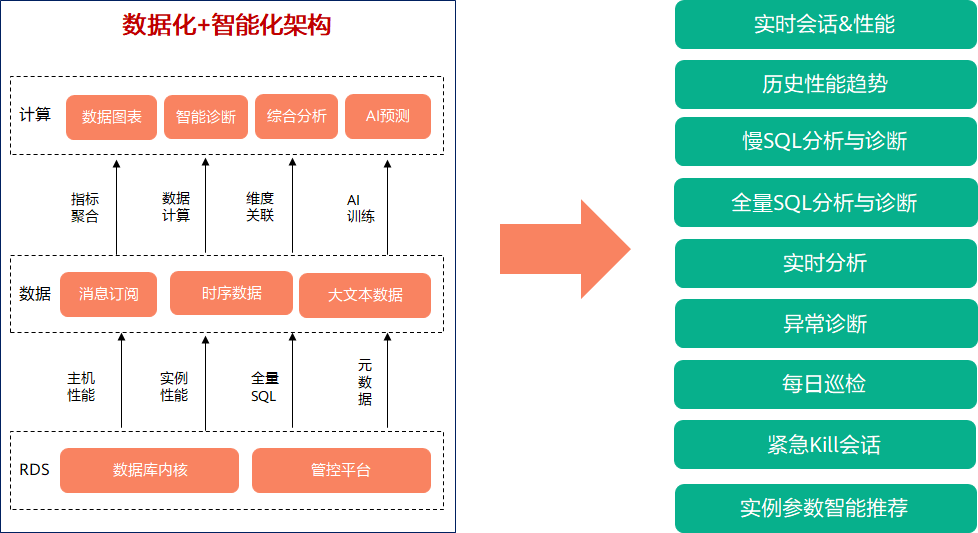 数据化+智能化架构
计算
数据图表
智能诊断
综合分析
AI预测
指标
聚合
数据
计算
维度
关联
AI
训练
数据
消息订阅
时序数据
大文本数据
主机
性能
实例
性能
全量
SQL
元
数
据
RDS
数据库内核
管控平台
实时会话&性能
历史性能趋势
慢SQL分析与诊断
全量SQL分析与诊断
实时分析
异常诊断
每日巡检
紧急Kill会话
实例参数智能推荐